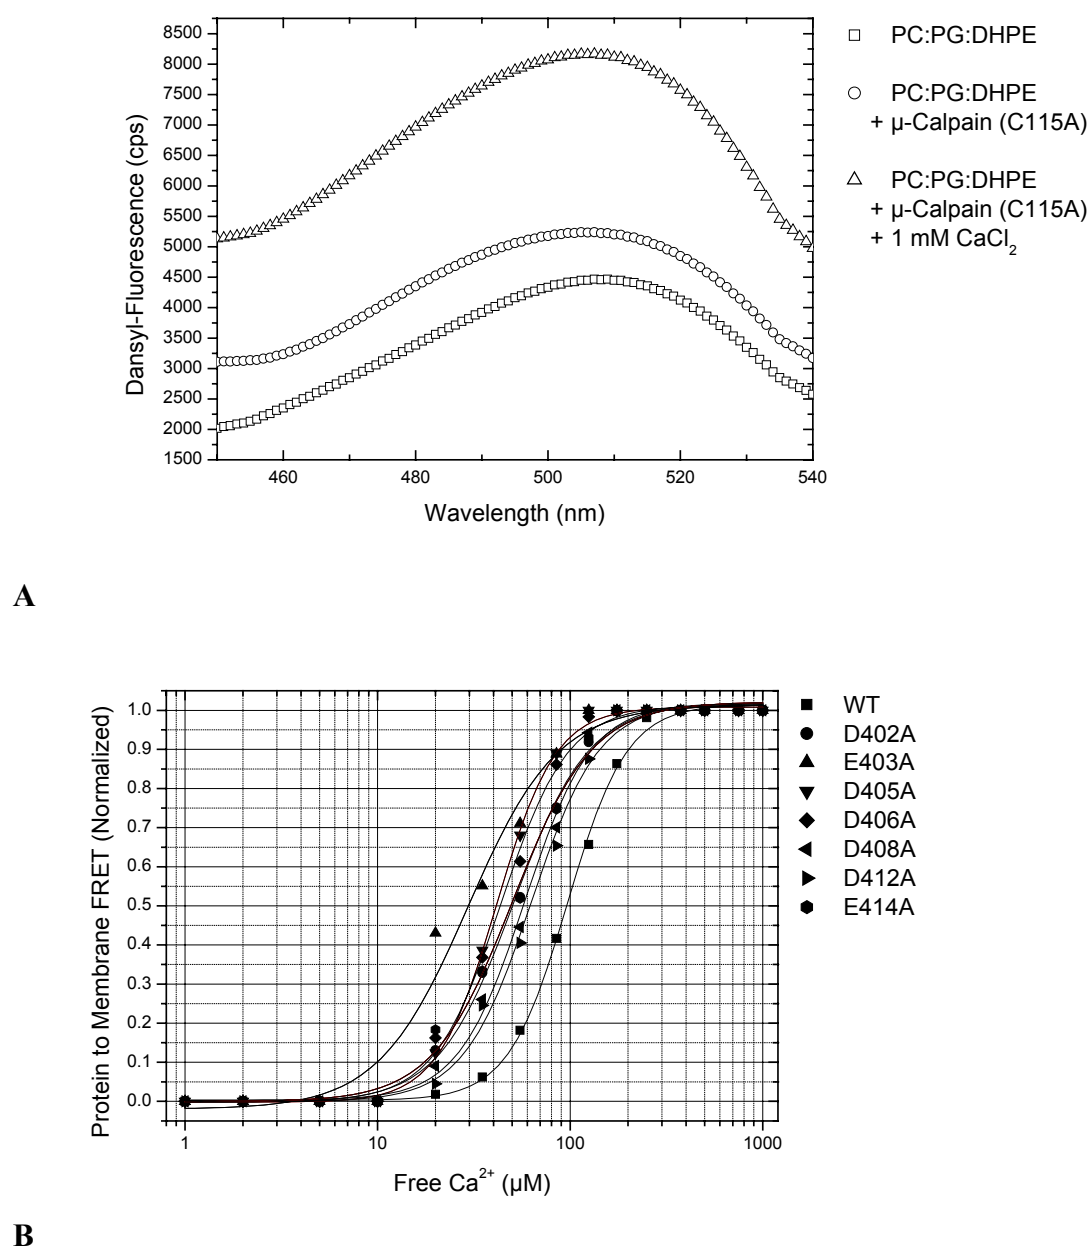 8500
8000
7500
7000
6500
6000
5500
5000
4500
4000
3500
3000
2500
2000
1500
Dansyl-Fluorescence (cps)
460 480 500 520 540
Wavelength (nm)
PC:PG:DHPE
PC:PG:DHPE
+ µ-Calpain (C115A)
PC:PG:DHPE
+ µ-Calpain (C115A)
+ 1 mM CaCl2
A
1.0
0.9
0.8
0.7
0.6
0.5
0.4
0.3
0.2
0.1
0.0
Protein to Membrane FRET (Normalized)
1 10 100 1000
Free Ca2+ (µM)
WT
D402A
E403A
D405A
D406A
D408A
D412A
E414A
B